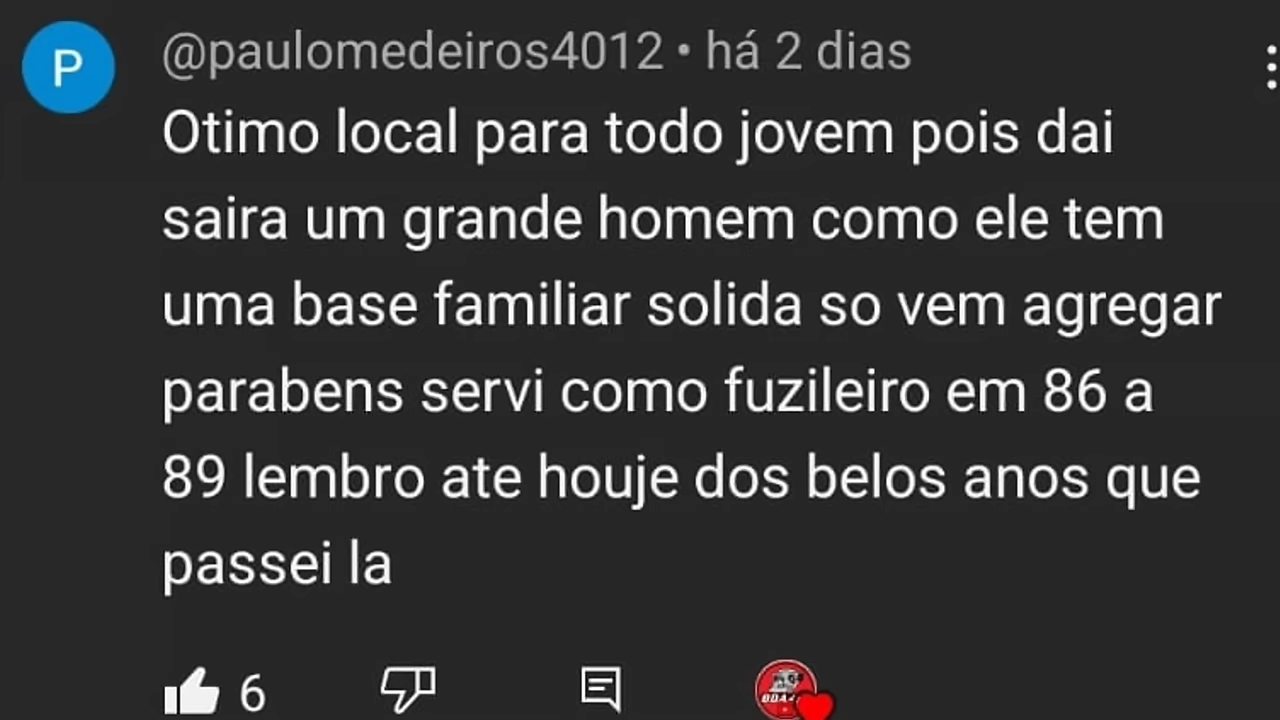 P
@paulomedeiros4012 • há 2 dias
Otimo local para todo jovem pois dai
saira um grande homem como ele tem
uma base familiar solida so vem agregar
parabens servi como fuzileiro em 86 a
89 lembro ate houje dos belos anos que
passei la
6